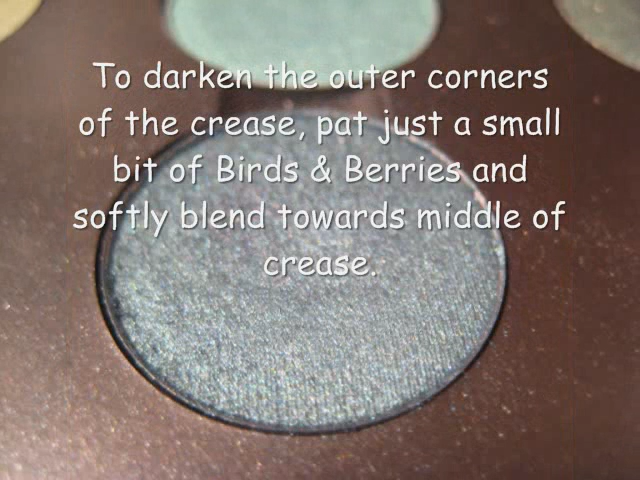 To darken the outer corners
of the crease, pat just a small
bit of Birds & Berries and
softly blend towards middle of
crease.